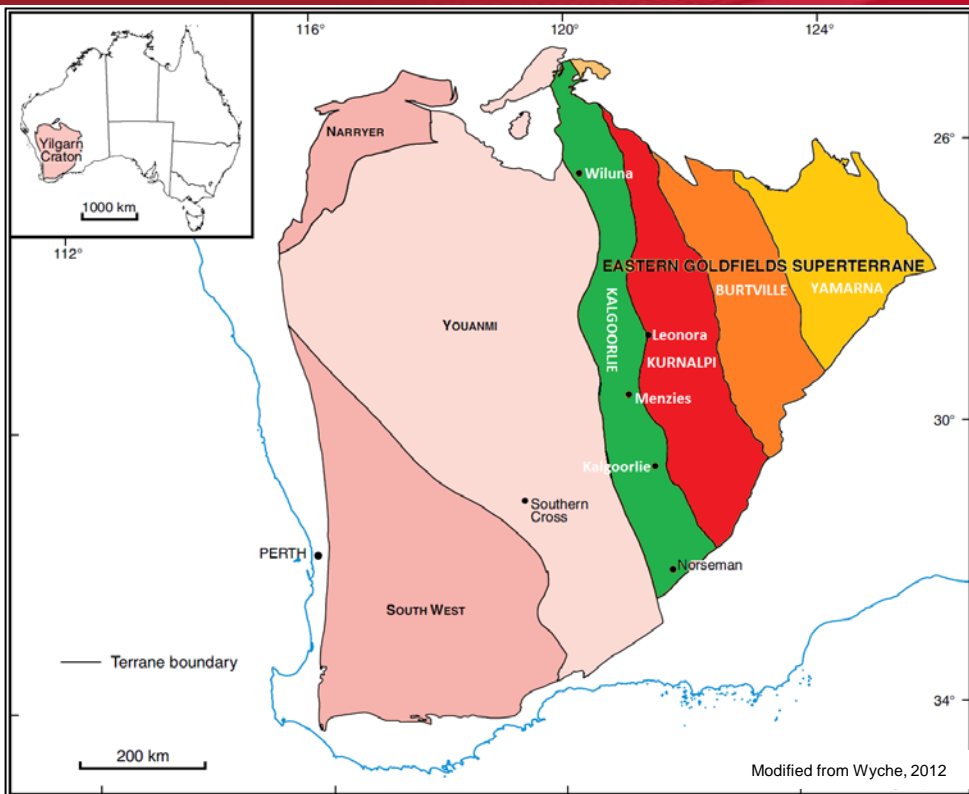 116°
120°
124°
Yilgarn
Craton
1000 km
112°
NARRYER
26°
Wiluna
EASTERN GOLDFIELDS SUPERTERRANE
KALGOORLIE
BURTVILLE
YAMARNA
YOUANMI
Leonora
KURNALPI
Menzies
30°
Kalgoorlie
Southern
Cross
PERTH
Norseman
SOUTH WEST
Terrane boundary
34°
200 km
Modified from Wyche, 2012